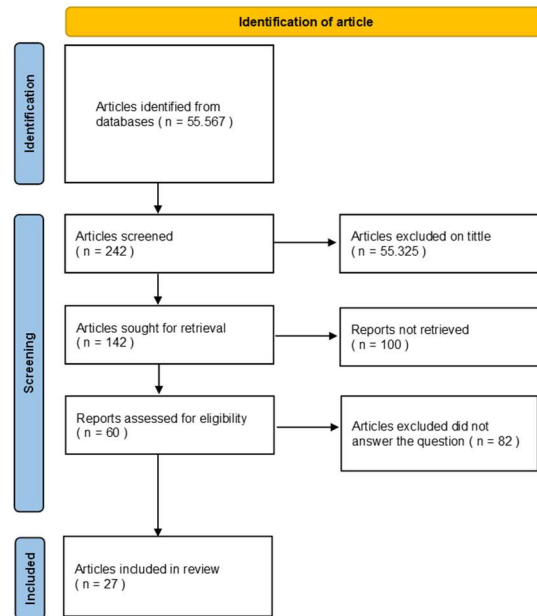 Identification of article
Identification
Articles identified from
databases ( n = 55.567 )
Screening
Articles screened
( n = 242 )
Articles excluded on tittle
( n = 55.325 )
Articles sought for retrieval
( n = 142 )
Reports not retrieved
( n = 100 )
Reports assessed for eligibility
( n = 60 )
Articles excluded did not
answer the question ( n = 82 )
Included
Articles included in review
( n = 27 )